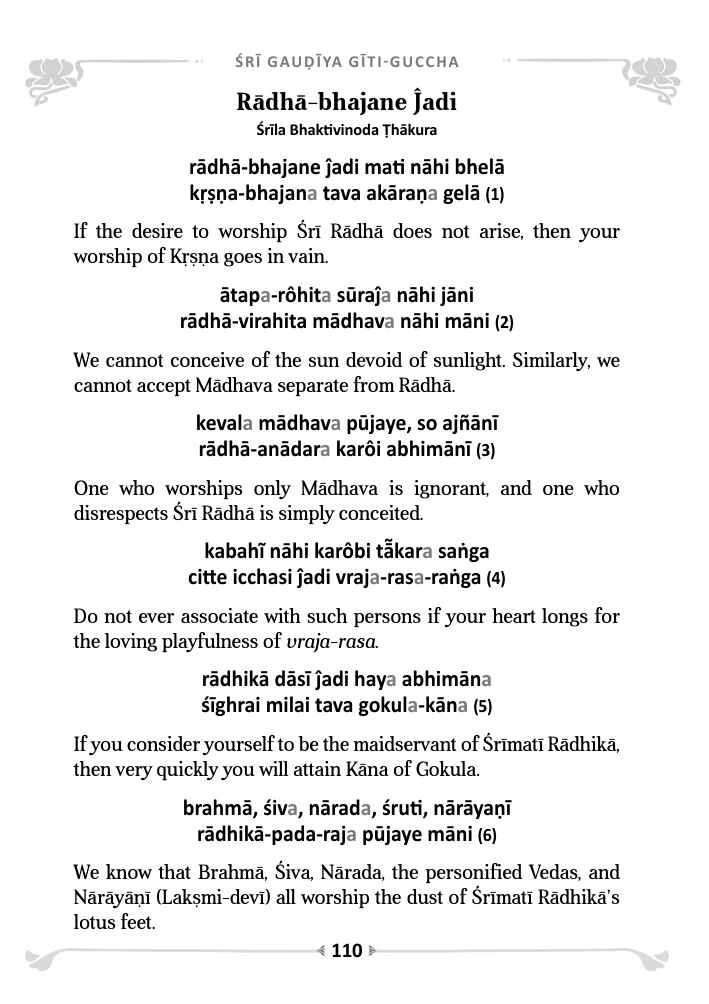 ŚRĪ GAUḌĪYA GĪTI-GUCCHA
Rādhā-bhajane Ĵadi
Śrīla Bhaktivinoda Ṭhākura
rādhā-bhajane ĵadi mati nāhi bhelā
kṛṣṇa-bhajana tava akāraṇa gelā (1)
If the desire to worship Śrī Rādhā does not arise, then your
worship of Kṛṣṇa goes in vain.
ātapa-rôhita sūraĵa nāhi jāni
rādhā-virahita mādhava nāhi māni (2)
We cannot conceive of the sun devoid of sunlight. Similarly, we
cannot accept Mādhava separate from Rādhā.
kevala mādhava pūjaye, so ajñānī
rādhā-anādara karôi abhimānī (3)
One who worships only Mādhava is ignorant, and one who
disrespects Śrī Rādhā is simply conceited.
kabahĩ nāhi karôbi tā̃kara saṅga
citte icchasi ĵadi vraja-rasa-raṅga (4)
Do not ever associate with such persons if your heart longs for
the loving playfulness of vraja-rasa.
rādhikā dāsī ĵadi haya abhimāna
śīghrai milai tava gokula-kāna (5)
If you consider yourself to be the maidservant of Śrīmatī Rādhikā,
then very quickly you will attain Kāna of Gokula.
brahmā, śiva, nārada, śruti, nārāyaṇī
rādhikā-pada-raja pūjaye māni (6)
We know that Brahmā, Śiva, Nārada, the personified Vedas, and
Nārāyāṇī (Lakṣmi-devī) all worship the dust of Śrīmatī Rādhikā's
lotus feet.
110